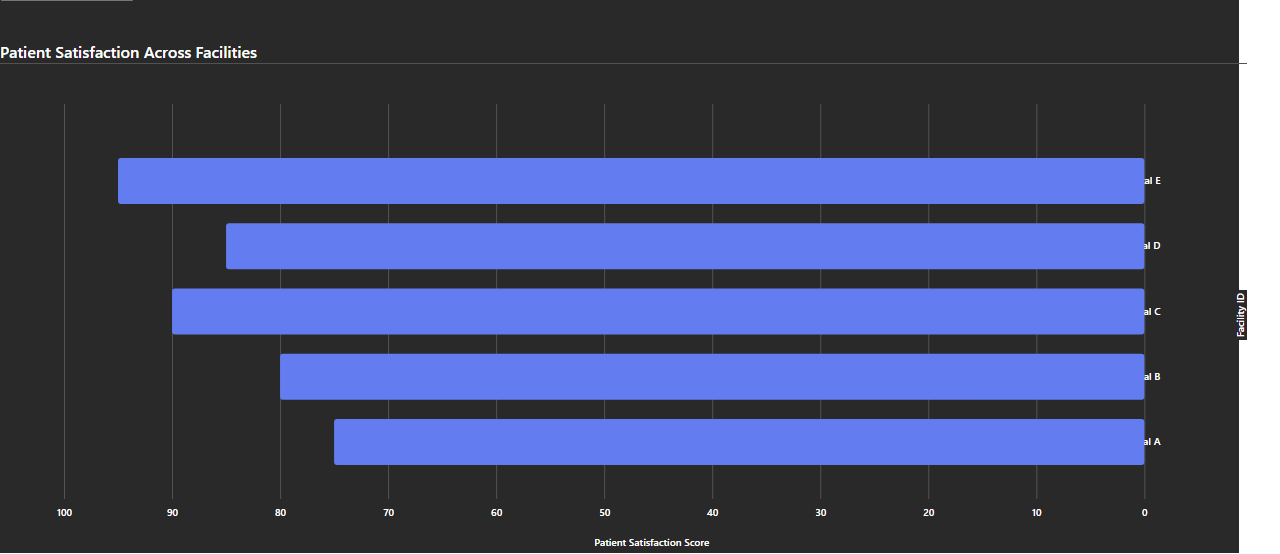 Patient Satisfaction Across Facilities
al E
al D
al C
Facility ID
al B
al A
100 90 80 70 60 50 40 30 20 10 0
Patient Satisfaction Score